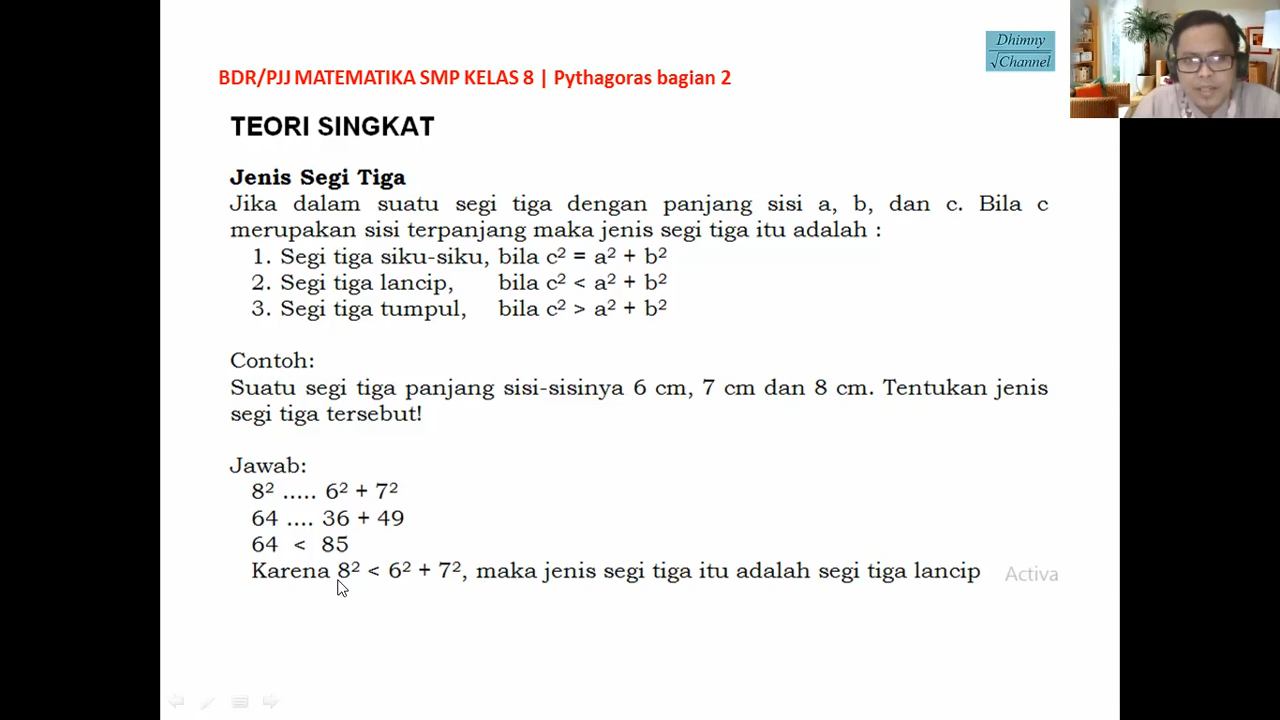 Dhimny
√Channel
BDR/PJJ MATEMATIKA SMP KELAS 8 | Pythagoras bagian 2
TEORI SINGKAT
Jenis Segi Tiga
Jika dalam suatu segi tiga dengan panjang sisi a, b, dan c. Bila c
merupakan sisi terpanjang maka jenis segi tiga itu adalah :
1. Segi tiga siku-siku, bila c² = a² + b²
2. Segi tiga lancip, bila c² < a² + b²
3. Segi tiga tumpul, bila c² > a² + b²
Contoh:
Suatu segi tiga panjang sisi-sisinya 6 cm, 7 cm dan 8 cm. Tentukan jenis
segi tiga tersebut!
Jawab:
8² ..... 6² + 7²
64 .... 36 + 49
64 < 85
Karena 8² < 6² + 7², maka jenis segi tiga itu adalah segi tiga lancip
Activa